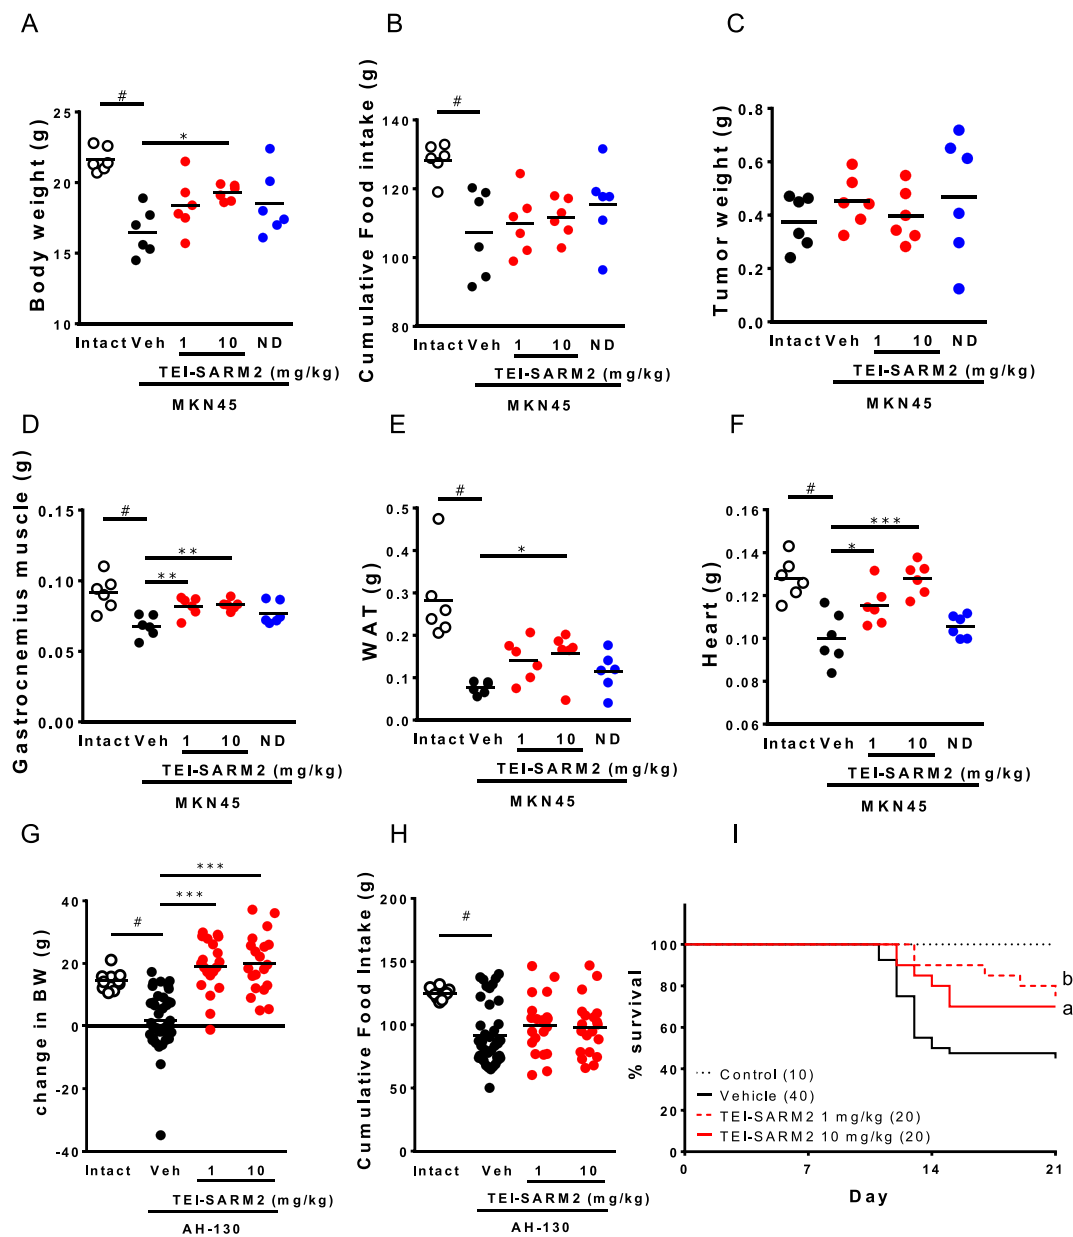 A
B
C
Body weight (g)
25
20
15
10
#
*
Intact Veh 1 10 ND
TEI-SARM2 (mg/kg)
MKN45
Cumulative Food intake (g)
140
120
100
80
#
Intact Veh 1 10 ND
TEI-SARM2 (mg/kg)
MKN45
Tumor weight (g)
0.8
0.6
0.4
0.2
0.0
Intact Veh 1 10 ND
TEI-SARM2 (mg/kg)
MKN45
D
E
F
Gastrocnemius muscle (g)
0.15
0.10
0.05
0.00
#
**
**
Intact Veh 1 10 ND
TEI-SARM2 (mg/kg)
MKN45
WAT (g)
0.5
0.4
0.3
0.2
0.1
0.0
#
*
Intact Veh 1 10 ND
TEI-SARM2 (mg/kg)
MKN45
Heart (g)
0.16
0.14
0.12
0.10
0.08
0.06
#
***
*
Intact Veh 1 10 ND
TEI-SARM2 (mg/kg)
MKN45
G
H
I
change in BW (g)
40
20
0
-20
-40
#
***
***
Intact Veh 1 10
TEI-SARM2 (mg/kg)
AH-130
Cumulative Food Intake (g)
200
150
100
50
0
#
Intact Veh 1 10
TEI-SARM2 (mg/kg)
AH-130
% survival
100
80
60
40
20
0
b
a
Control (10)
Vehicle (40)
TEI-SARM2 1 mg/kg (20)
TEI-SARM2 10 mg/kg (20)
0 7 14 21
Day